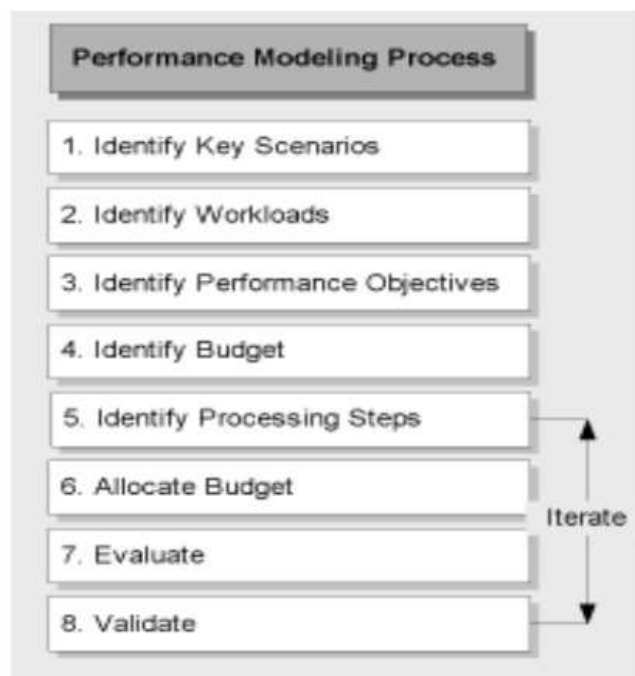 Performance Modeling Process
1. Identify Key Scenarios
2. Identify Workloads
3. Identify Performance Objectives
4. Identify Budget
5. Identify Processing Steps
6. Allocate Budget
Iterate
7. Evaluate
8. Validate